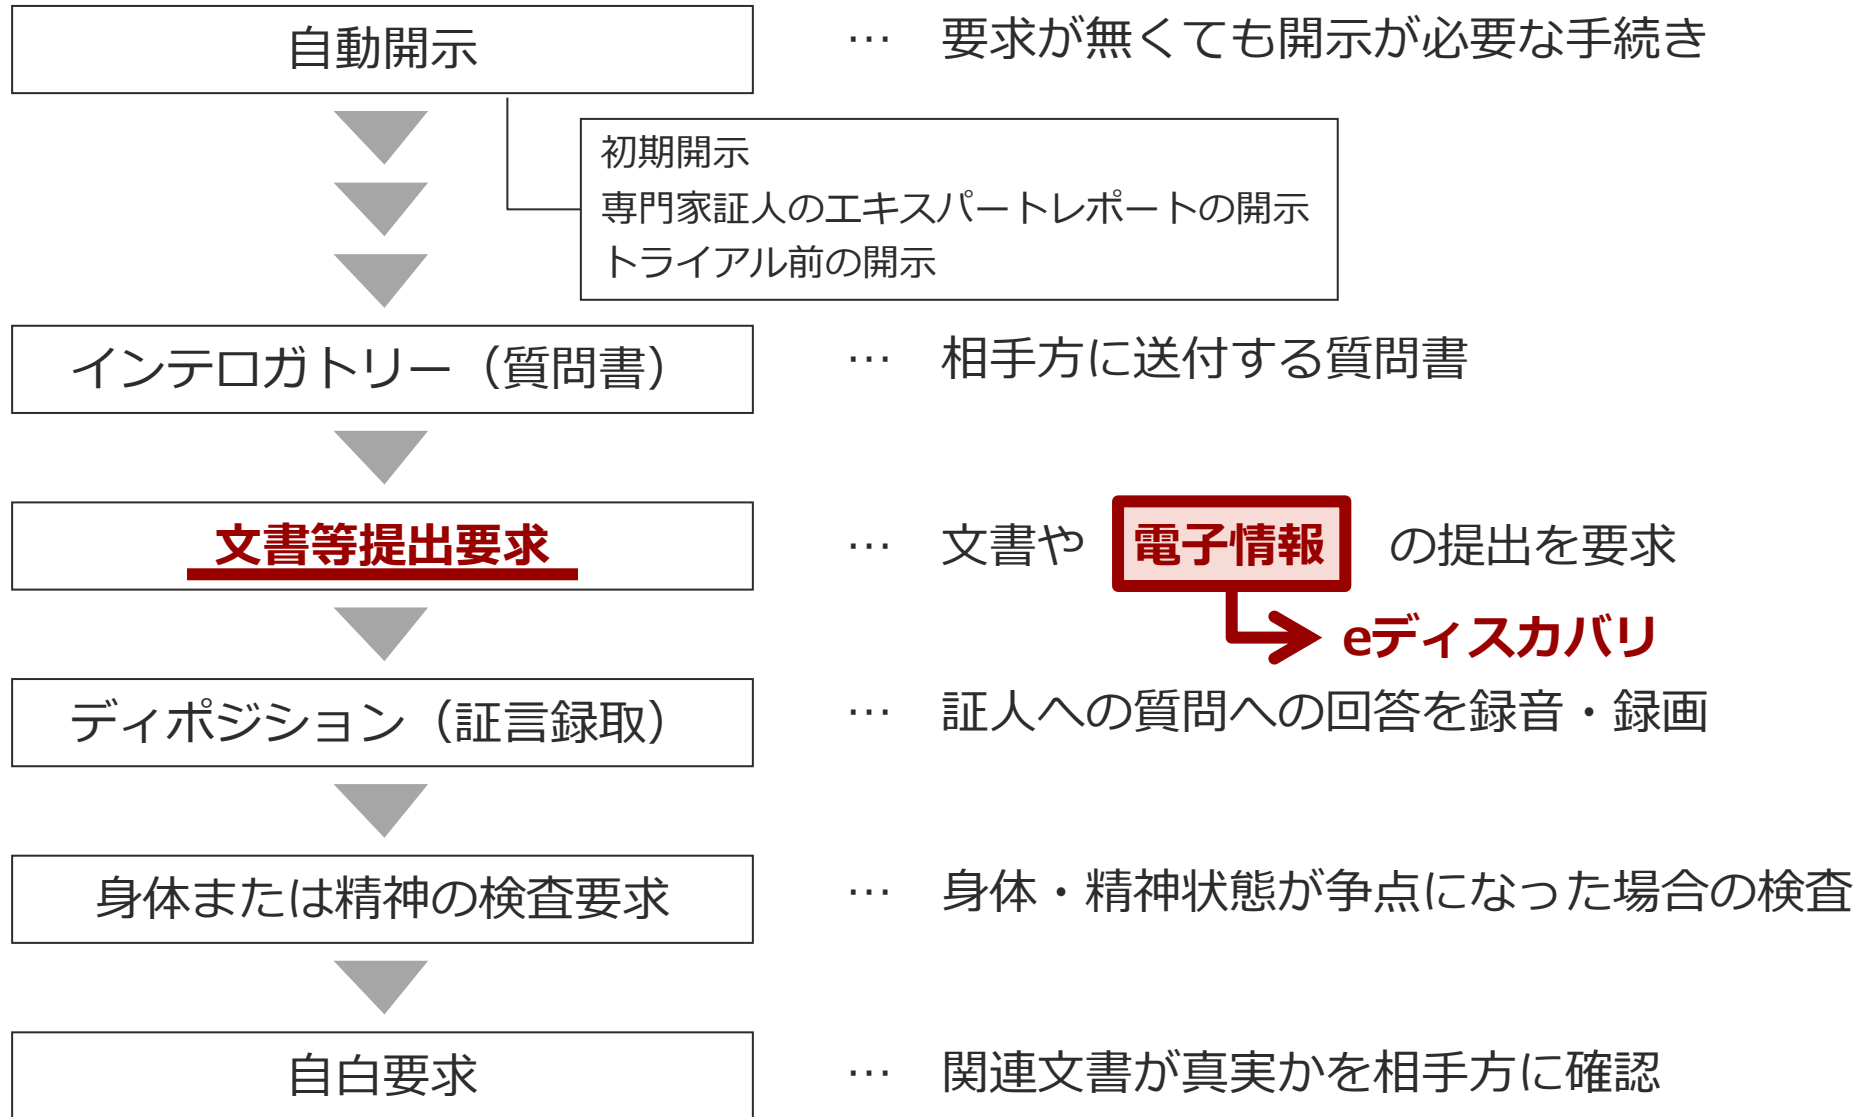 自動開示 … 要求が無くても開示が必要な手続き
初期開示
専門家証人のエキスパートレポートの開示
トライアル前の開示
インテロガトリー（質問書） … 相手方に送付する質問書
文書等提出要求 … 文書や 電子情報 の提出を要求
eディスカバリ
ディポジション（証言録取） … 証人への質問への回答を録音・録画
身体または精神の検査要求 … 身体・精神状態が争点になった場合の検査
自白要求 … 関連文書が真実かを相手方に確認